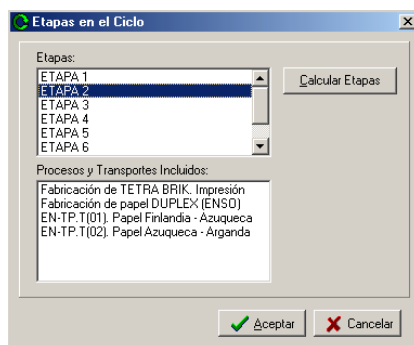 Etapas en el Ciclo
Etapas:
ETAPA 1
ETAPA 2
ETAPA 3
ETAPA 4
ETAPA 5
ETAPA 6
Calcular Etapas
Procesos y Transportes Incluidos:
Fabricación de TETRA BRIK. Impresión
Fabricación de papel DUPLEX (ENSO)
EN-TP.T(01). Papel Finlandia - Azuqueca
EN-TP.T(02). Papel Azuqueca - Arganda
Aceptar
Cancelar